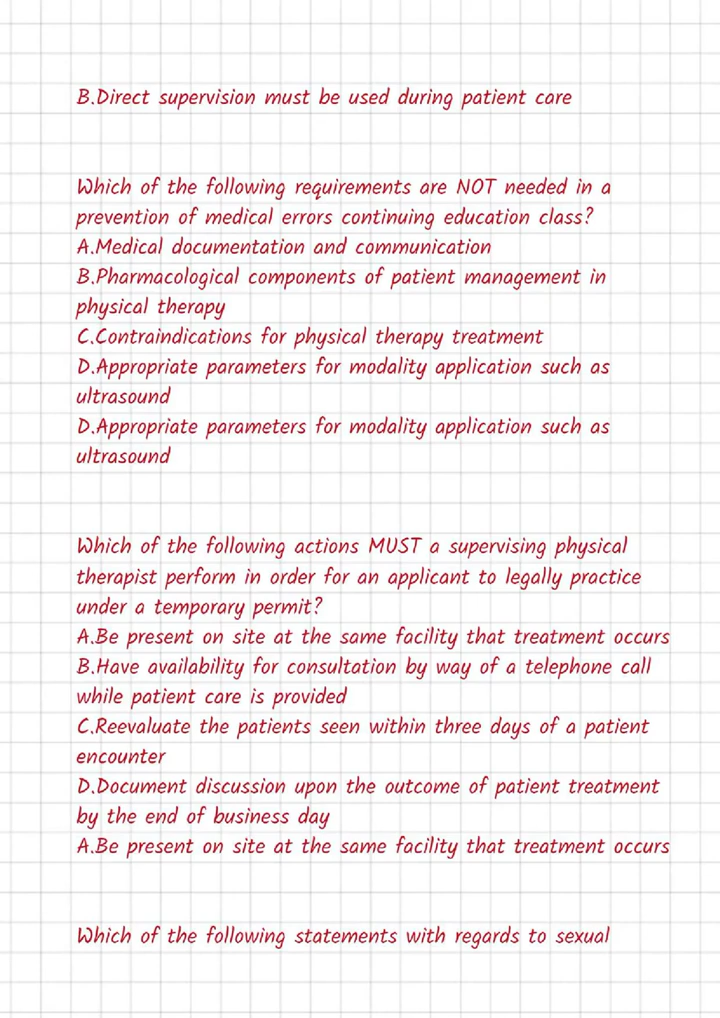 B.Direct supervision must be used during patient care
Which of the following requirements are NOT needed in a
prevention of medical errors continuing education class?
A.Medical documentation and communication
B.Pharmacological components of patient management in
physical therapy
C.Contraindications for physical therapy treatment
D.Appropriate parameters for modality application such as
ultrasound
D.Appropriate parameters for modality application such as
ultrasound
Which of the following actions MUST a supervising physical
therapist perform in order for an applicant to legally practice
under a temporary permit?
A.Be present on site at the same facility that treatment occurs
B.Have availability for consultation by way of a telephone call
while patient care is provided
C.Reevaluate the patients seen within three days of a patient
encounter
D.Document discussion upon the outcome of patient treatment
by the end of business day
A.Be present on site at the same facility that treatment occurs
Which of the following statements with regards to sexual